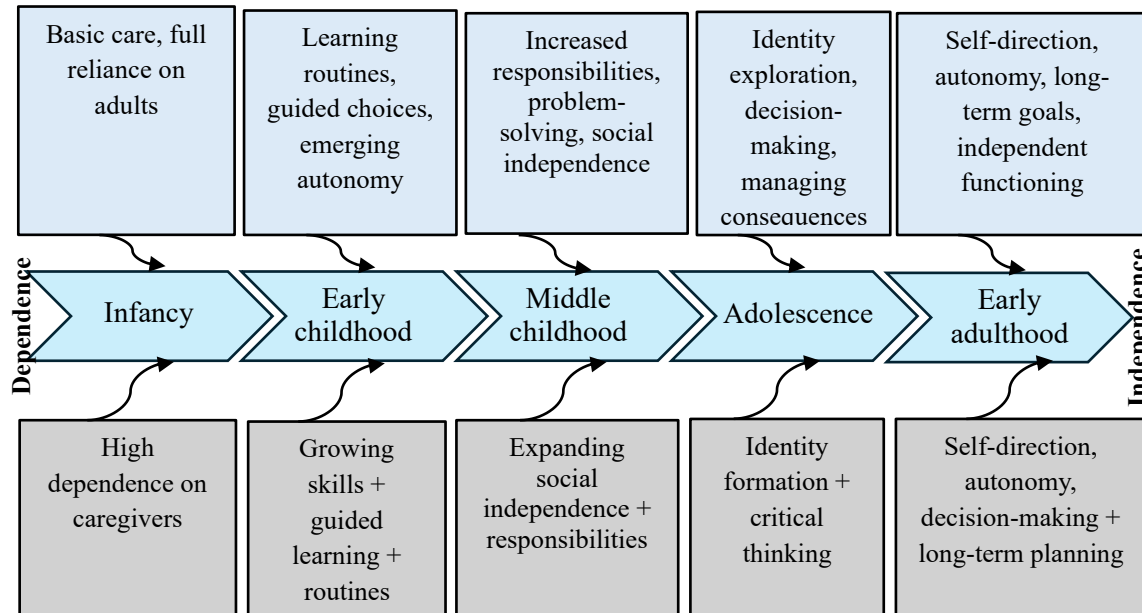 Basic care, full
reliance on
adults
Learning
routines,
guided choices,
emerging
autonomy
Increased
responsibilities,
problem-
solving, social
independence
Identity
exploration,
decision-
making,
managing
consequences
Self-direction,
autonomy, long-
term goals,
independent
functioning
Dependence
Infancy
Early
childhood
Middle
childhood
Adolescence
Early
adulthood
Independence
High
dependence on
caregivers
Growing
skills +
guided
learning +
routines
Expanding
social
independence +
responsibilities
Identity
formation +
critical
thinking
Self-direction,
autonomy,
decision-making +
long-term planning